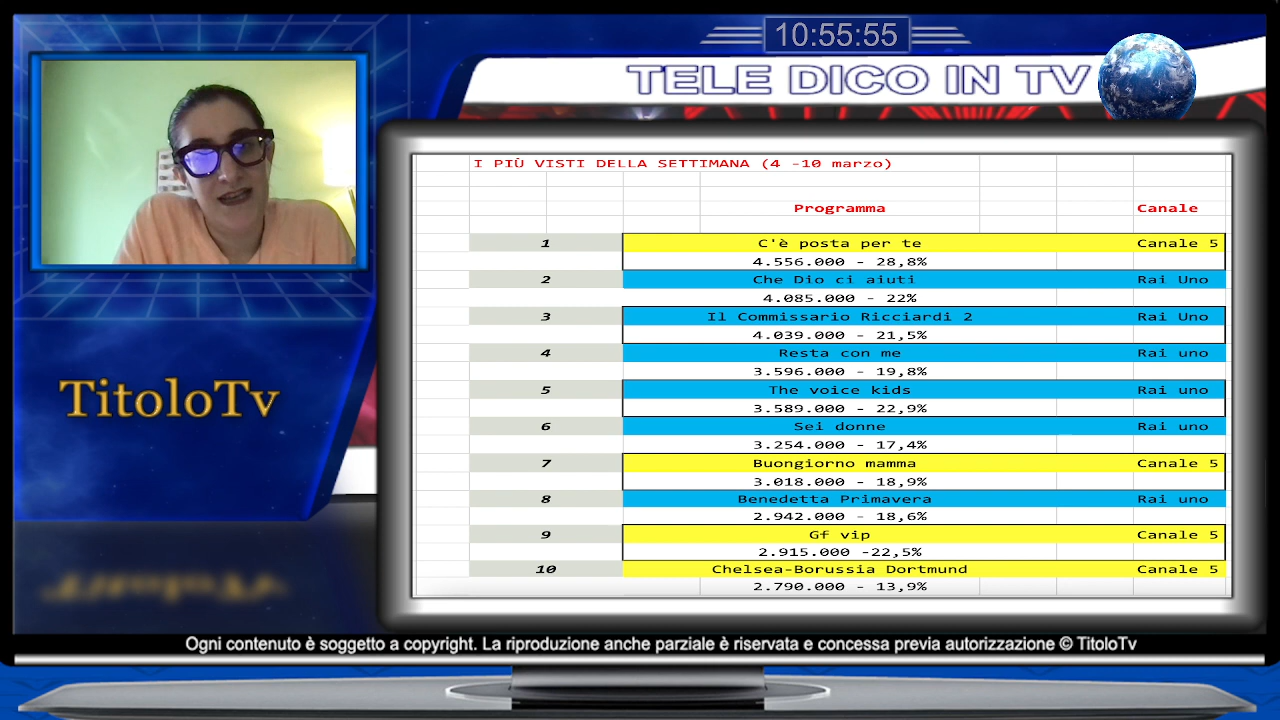 10:55:55
TELE DICO IN TV
I PIÙ VISTI DELLA SETTIMANA (4 -10 marzo)
Programma Canale
1 C'è posta per te Canale 5
4.556.000 - 28,8%
2 Che Dio ci aiuti Rai Uno
4.085.000 - 22%
3 Il Commissario Ricciardi 2 Rai Uno
4.039.000 - 21,5%
4 Resta con me Rai uno
3.596.000 - 19,8%
5 The voice kids Rai uno
3.589.000 - 22,9%
6 Sei donne Rai uno
3.254.000 - 17,4%
7 Buongiorno mamma Canale 5
3.018.000 - 18,9%
8 Benedetta Primavera Rai uno
2.942.000 - 18,6%
9 Gf vip Canale 5
2.915.000 -22,5%
10 Chelsea-Borussia Dortmund Canale 5
2.790.000 - 13,9%
TitoloTv
Ogni contenuto è soggetto a copyright. La riproduzione anche parziale è riservata e concessa previa autorizzazione © TitoloTv